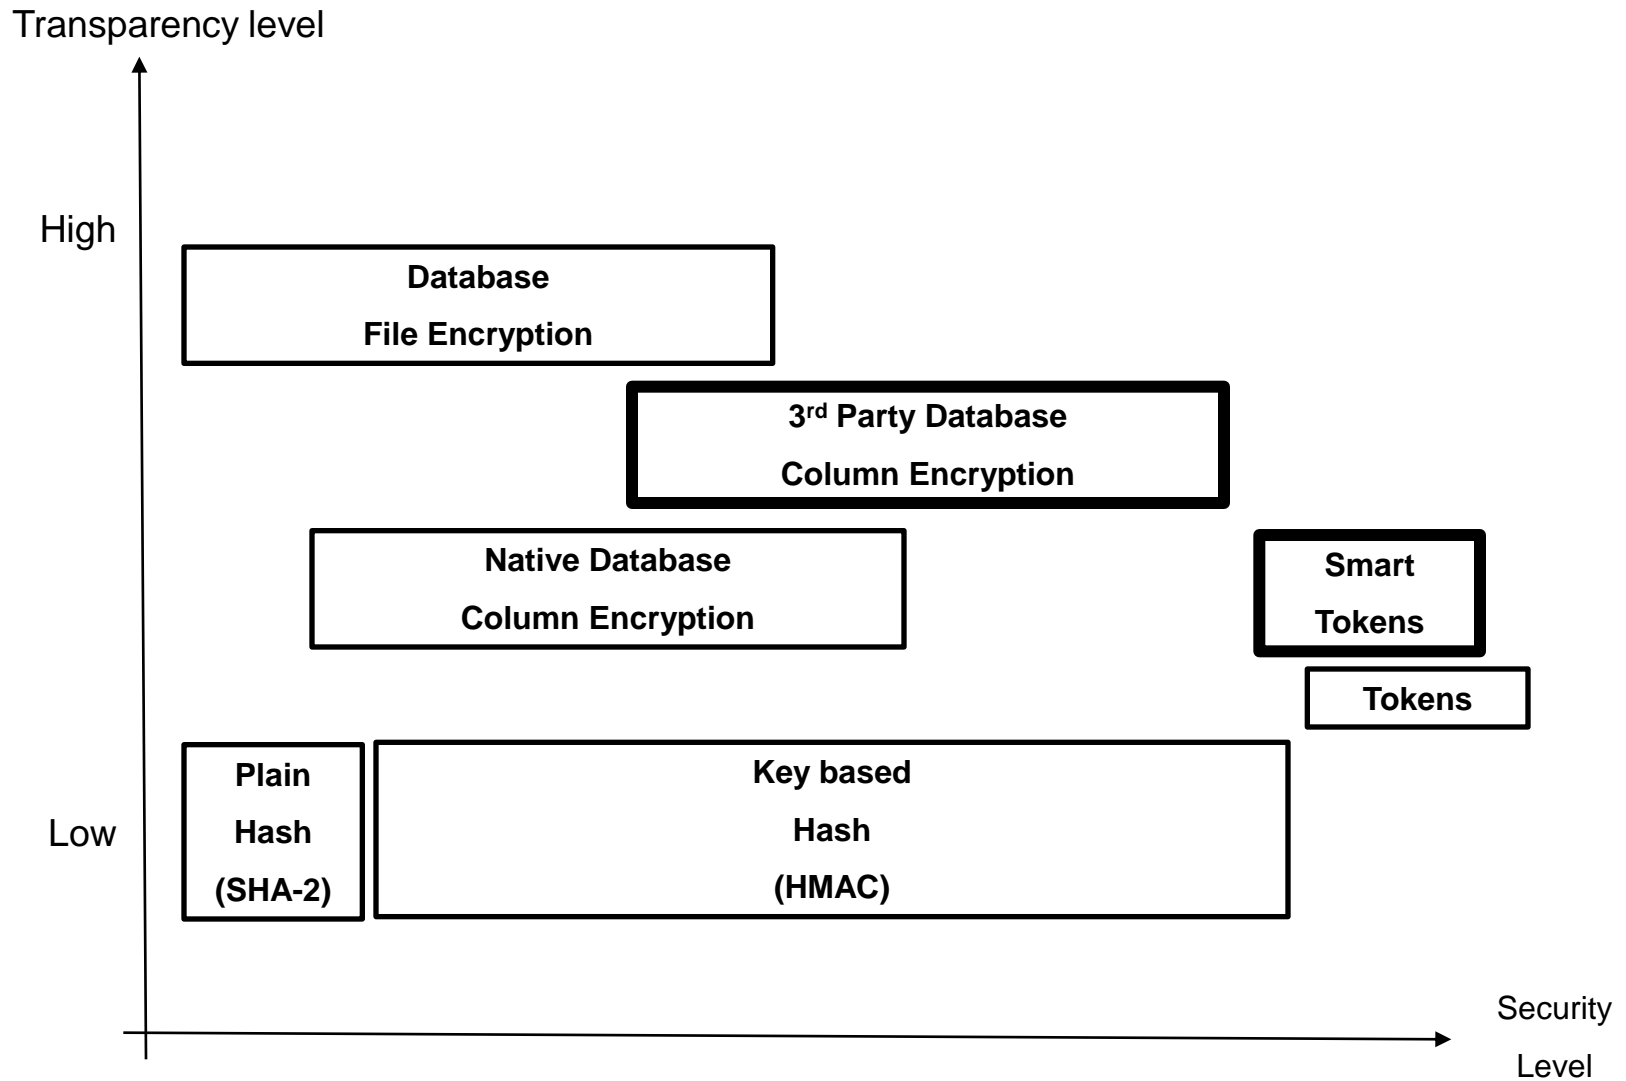 Transparency level
High
Database
File Encryption
3rd Party Database
Column Encryption
Native Database
Column Encryption
Smart
Tokens
Tokens
Low
Plain
Hash
(SHA-2)
Key based
Hash
(HMAC)
Security
Level